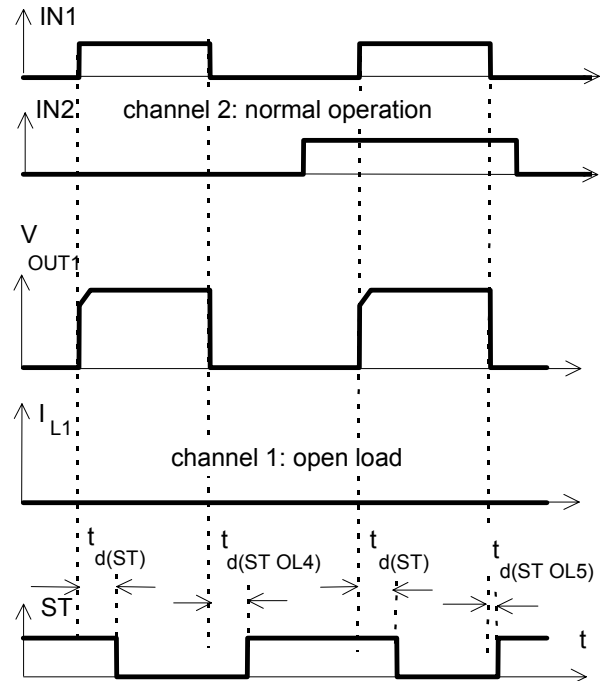 IN1
IN2 channel 2: normal operation
V
OUT1
I L1
channel 1: open load
t d(ST) t d(ST OL4) t d(ST) t d(ST OL5)
ST t